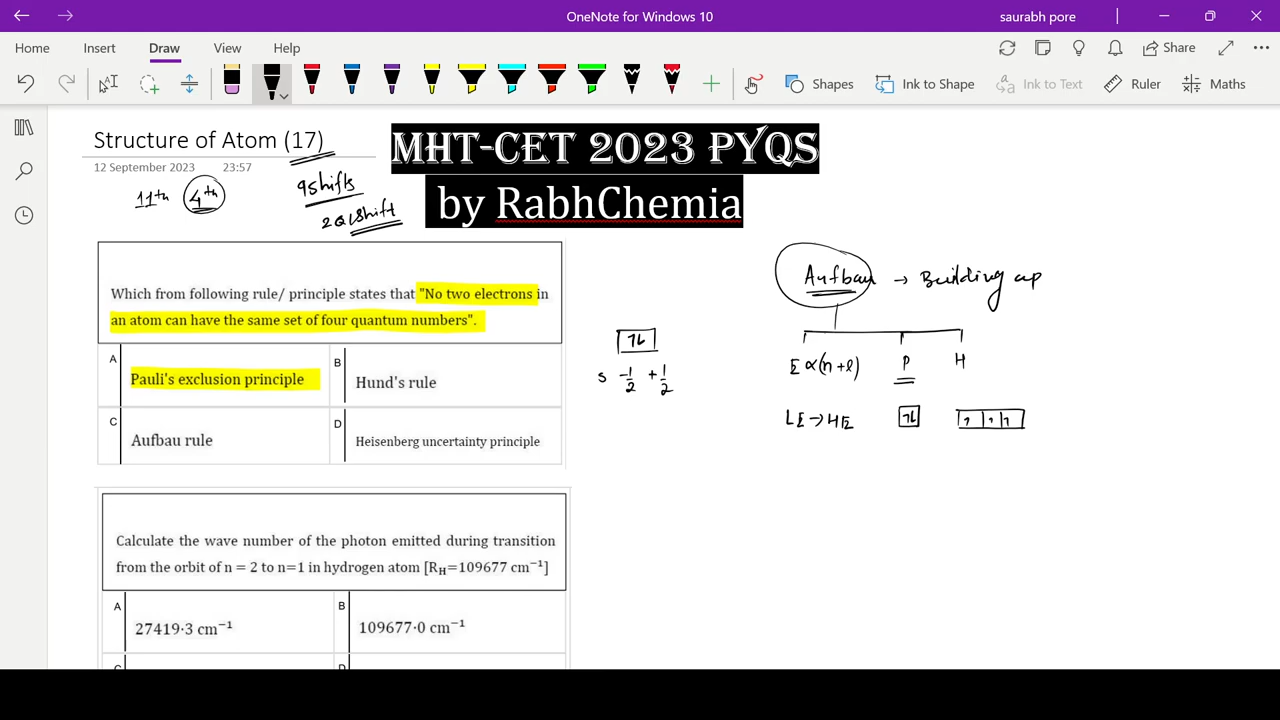 OneNote for Windows 10
saurabh pore
Home Insert Draw View Help
Share
Shapes Ink to Shape Ink to Text Ruler Maths
Structure of Atom (17)
12 September 2023 23:57
11th 4th
9 shifts
2Q/shift
MHT-CET 2023 PYQS
by RabhChemia
Which from following rule/ principle states that "No two electrons in
an atom can have the same set of four quantum numbers".
A Pauli's exclusion principle
B Hund's rule
C Aufbau rule
D Heisenberg uncertainty principle
s -1/2 +1/2
Aufbau → Building up
E ∝(n+l) P H
LE→HE
Calculate the wave number of the photon emitted during transition
from the orbit of n = 2 to n=1 in hydrogen atom [R_H=109677 cm⁻¹]
A 27419·3 cm⁻¹
B 109677·0 cm⁻¹